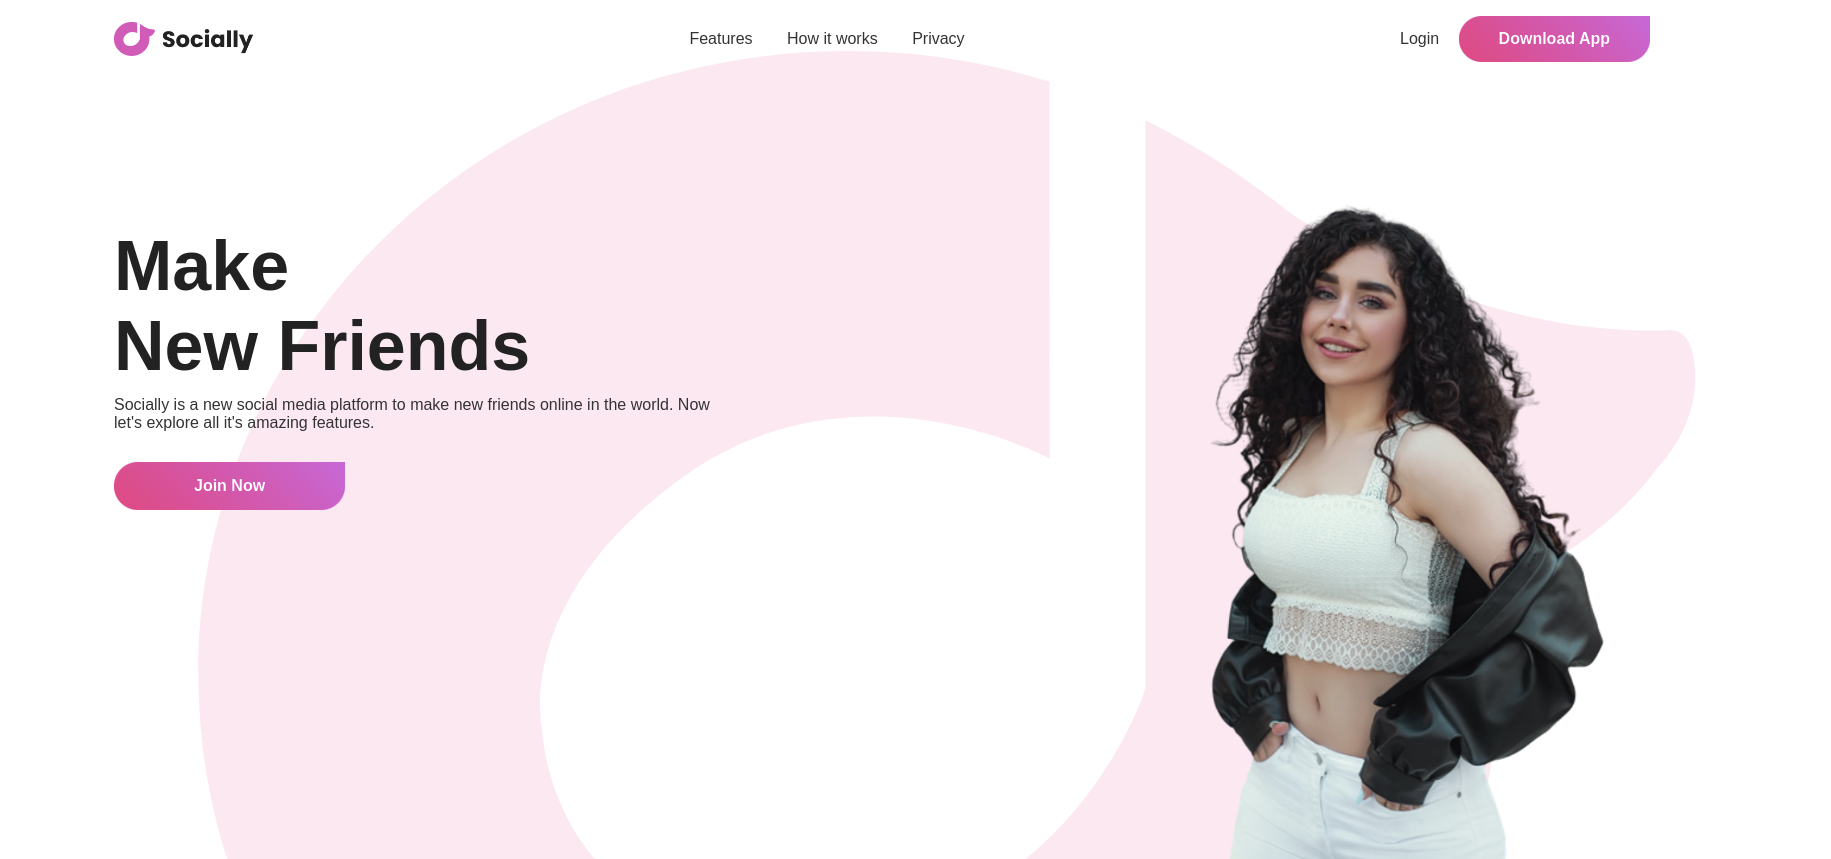 Socially
Features
How it works
Privacy
Login
Download App
Make
New Friends
Socially is a new social media platform to make new friends online in the world. Now
let's explore all it's amazing features.
Join Now